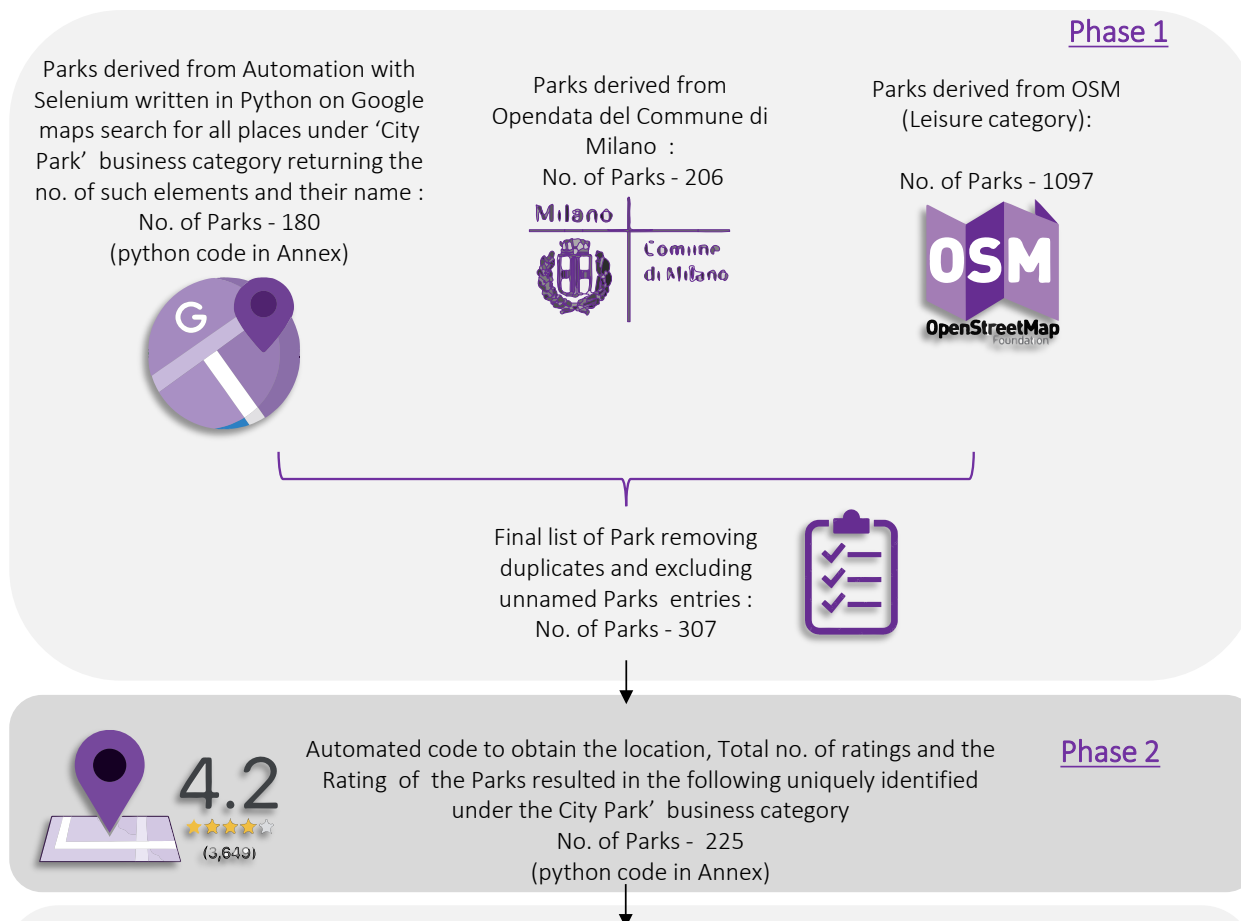 Phase 1
Parks derived from Automation with
Selenium written in Python on Google
maps search for all places under ‘City
Park’ business category returning the
no. of such elements and their name :
No. of Parks - 180
(python code in Annex)
G
Parks derived from
Opendata del Commune di
Milano :
No. of Parks - 206
Milano
Comune
di Milano
Parks derived from OSM
(Leisure category):
No. of Parks - 1097
OSM
OpenStreetMap
Foundation
Final list of Park removing
duplicates and excluding
unnamed Parks entries :
No. of Parks - 307
Phase 2
4.2
(3,649)
Automated code to obtain the location, Total no. of ratings and the
Rating of the Parks resulted in the following uniquely identified
under the City Park’ business category
No. of Parks - 225
(python code in Annex)